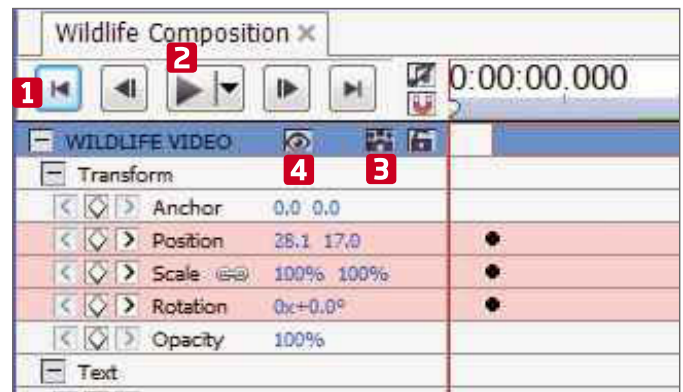 Wildlife Composition ×
2
1
0:00:00.000
WILDLIFE VIDEO
4
3
Transform
Anchor 0.0 0.0
Position 28.1 17.0
Scale 100% 100%
Rotation 0x+0.0°
Opacity 100%
Text